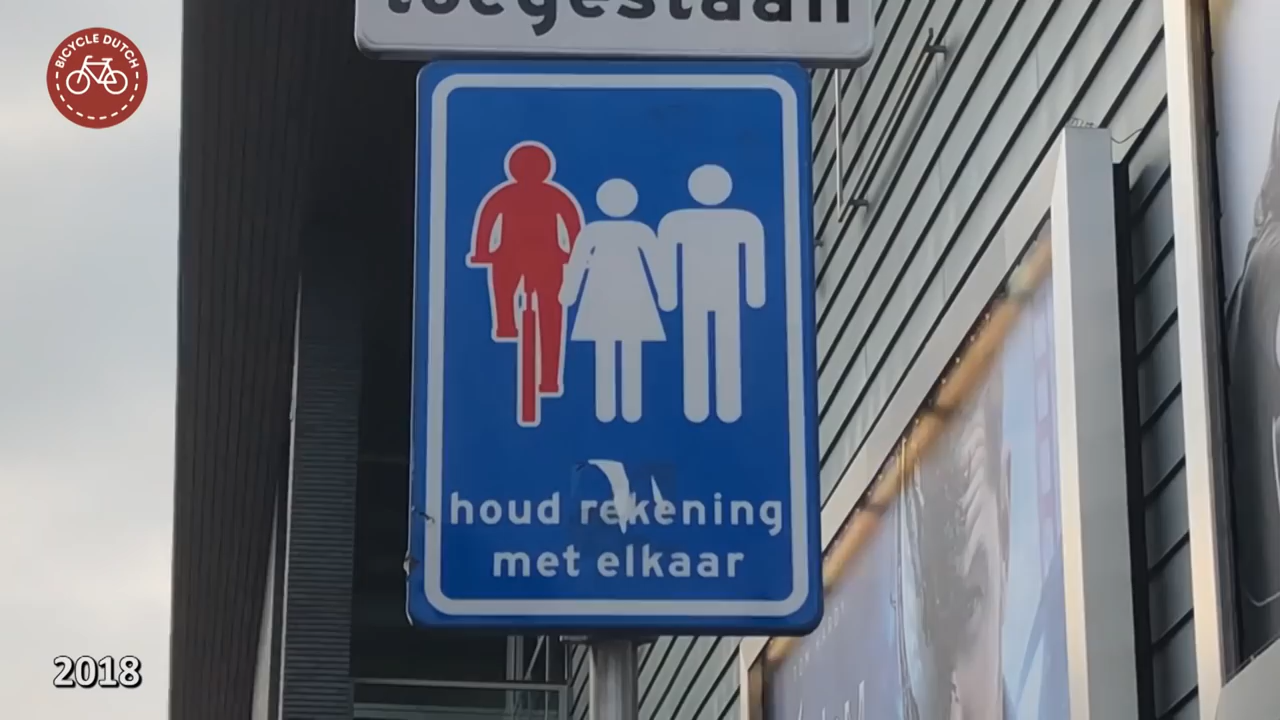 BICYCLE DUTCH
toegestaan
houd rekening
met elkaar
2018